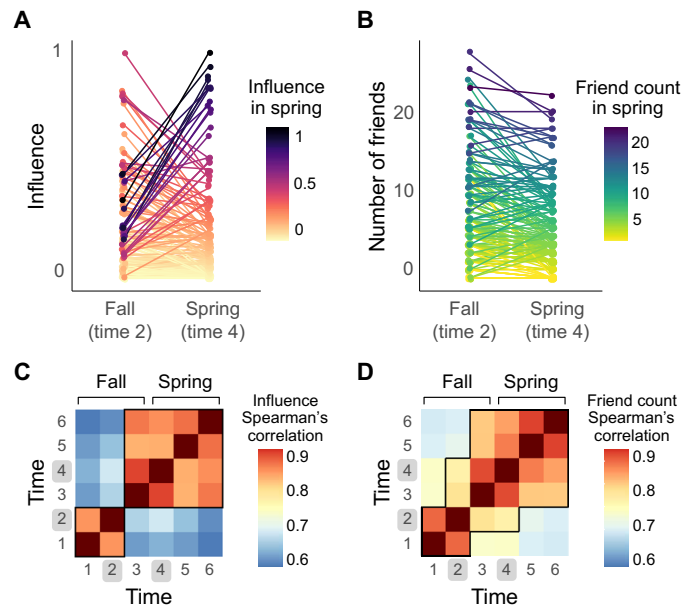 A
1
Influence
0
Fall
(time 2)
Spring
(time 4)
Influence
in spring
1
0.5
0
B
Number of friends
20
10
0
Fall
(time 2)
Spring
(time 4)
Friend count
in spring
20
15
10
5
C
Fall
Spring
Time
6
5
4
3
2
1
1 2 3 4 5 6
Time
Influence
Spearman's
correlation
0.9
0.8
0.7
0.6
D
Fall
Spring
Time
6
5
4
3
2
1
1 2 3 4 5 6
Time
Friend count
Spearman's
correlation
0.9
0.8
0.7
0.6